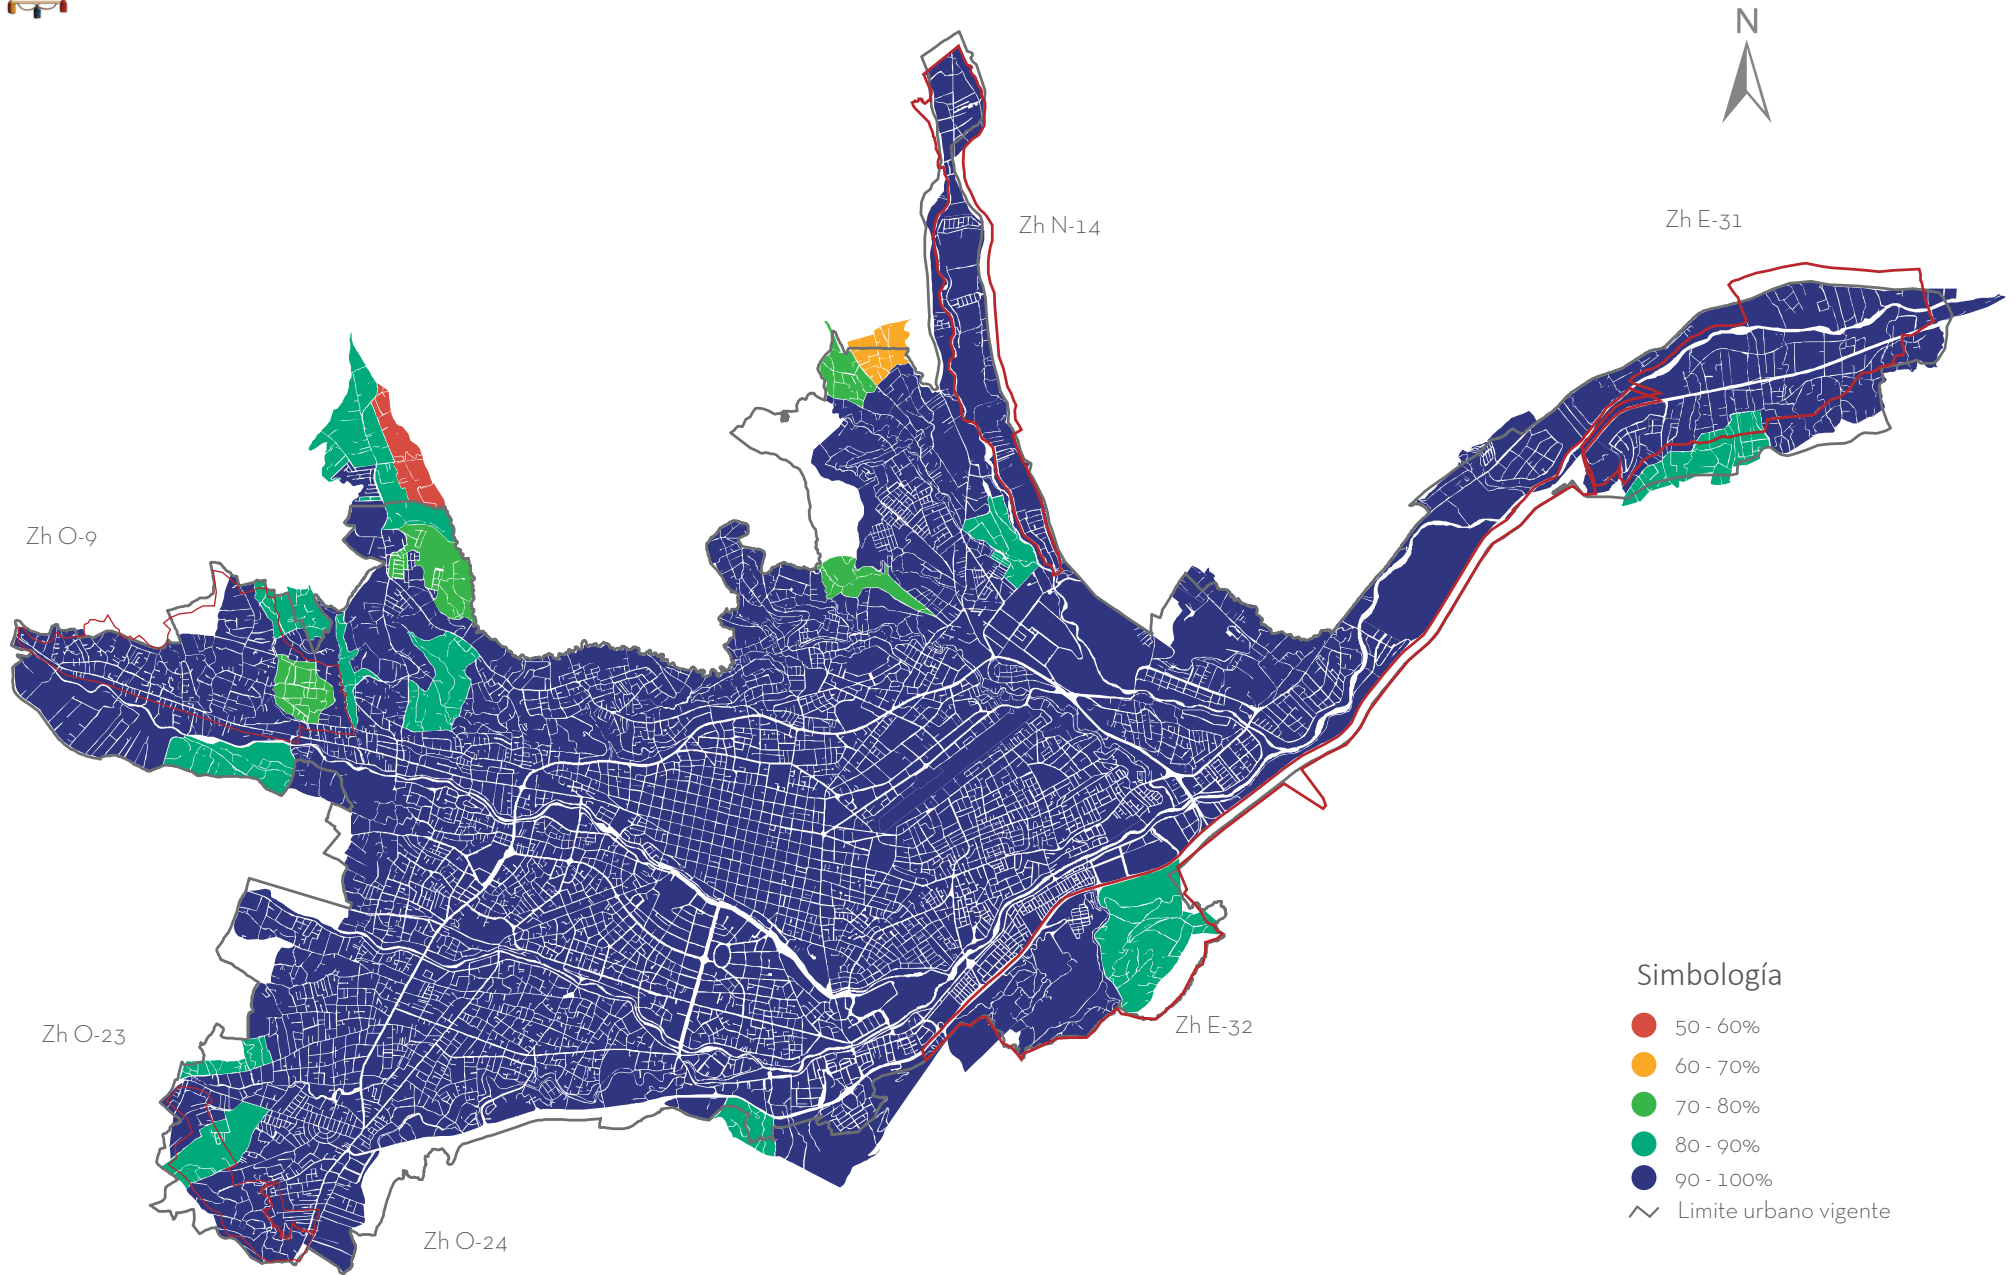 N
Zh N-14
Zh E-31
Zh O-9
Zh O-23
Zh E-32
Zh O-24
Simbología
50 - 60%
60 - 70%
70 - 80%
80 - 90%
90 - 100%
Limite urbano vigente